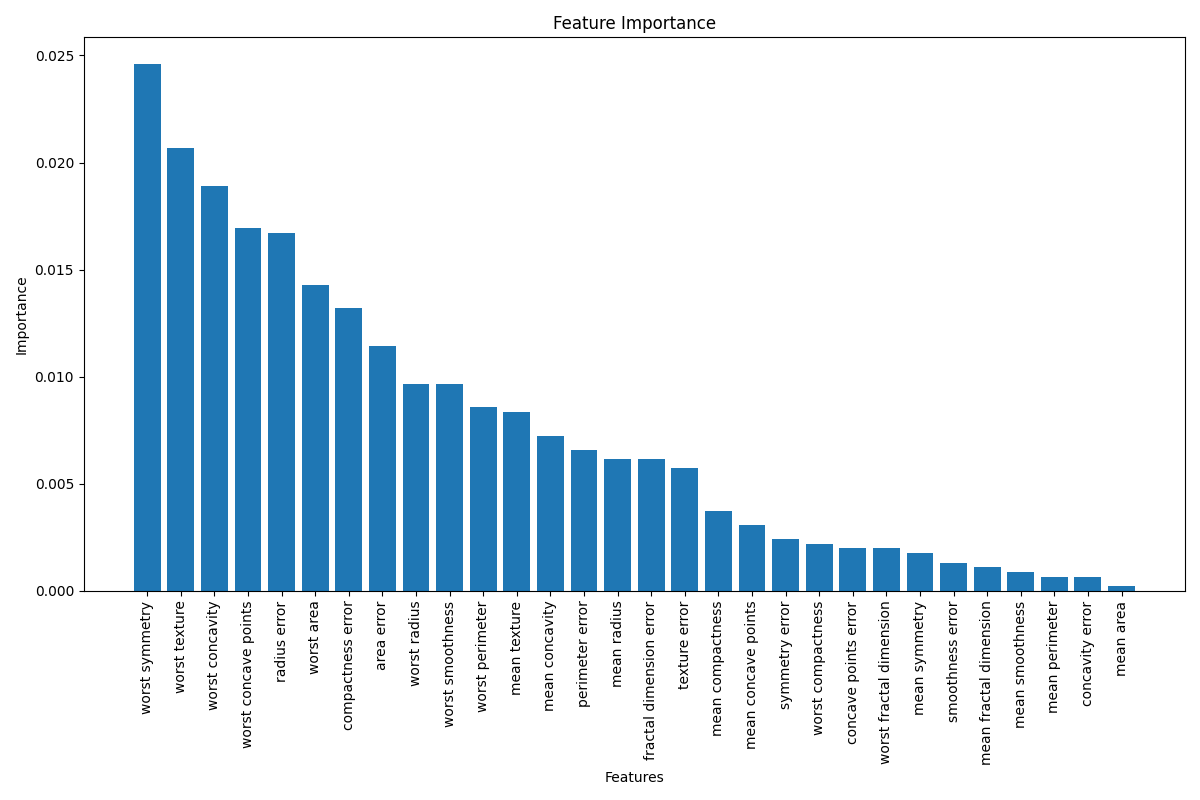 Feature Importance
Importance
0.025
0.020
0.015
0.010
0.005
0.000
worst symmetry
worst texture
worst concavity
worst concave points
radius error
worst area
compactness error
area error
worst radius
worst smoothness
worst perimeter
mean texture
mean concavity
perimeter error
mean radius
fractal dimension error
texture error
mean compactness
mean concave points
symmetry error
worst compactness
concave points error
worst fractal dimension
mean symmetry
smoothness error
mean fractal dimension
mean smoothness
mean perimeter
concavity error
mean area
Features